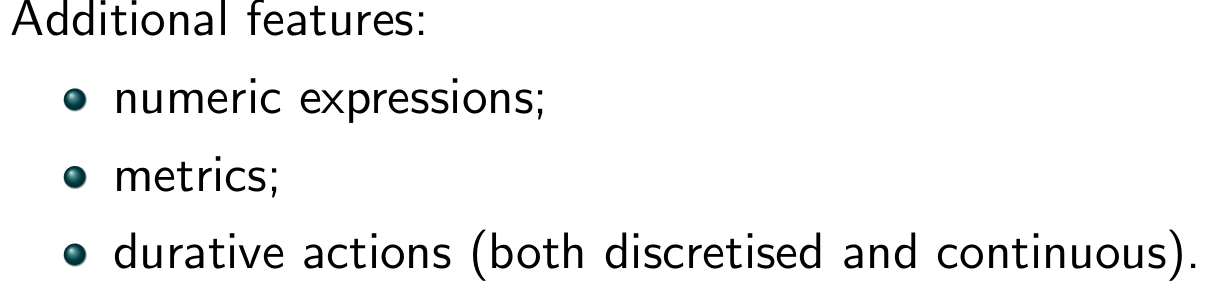 Additional features:
numeric expressions;
metrics;
durative actions (both discretised and continuous).